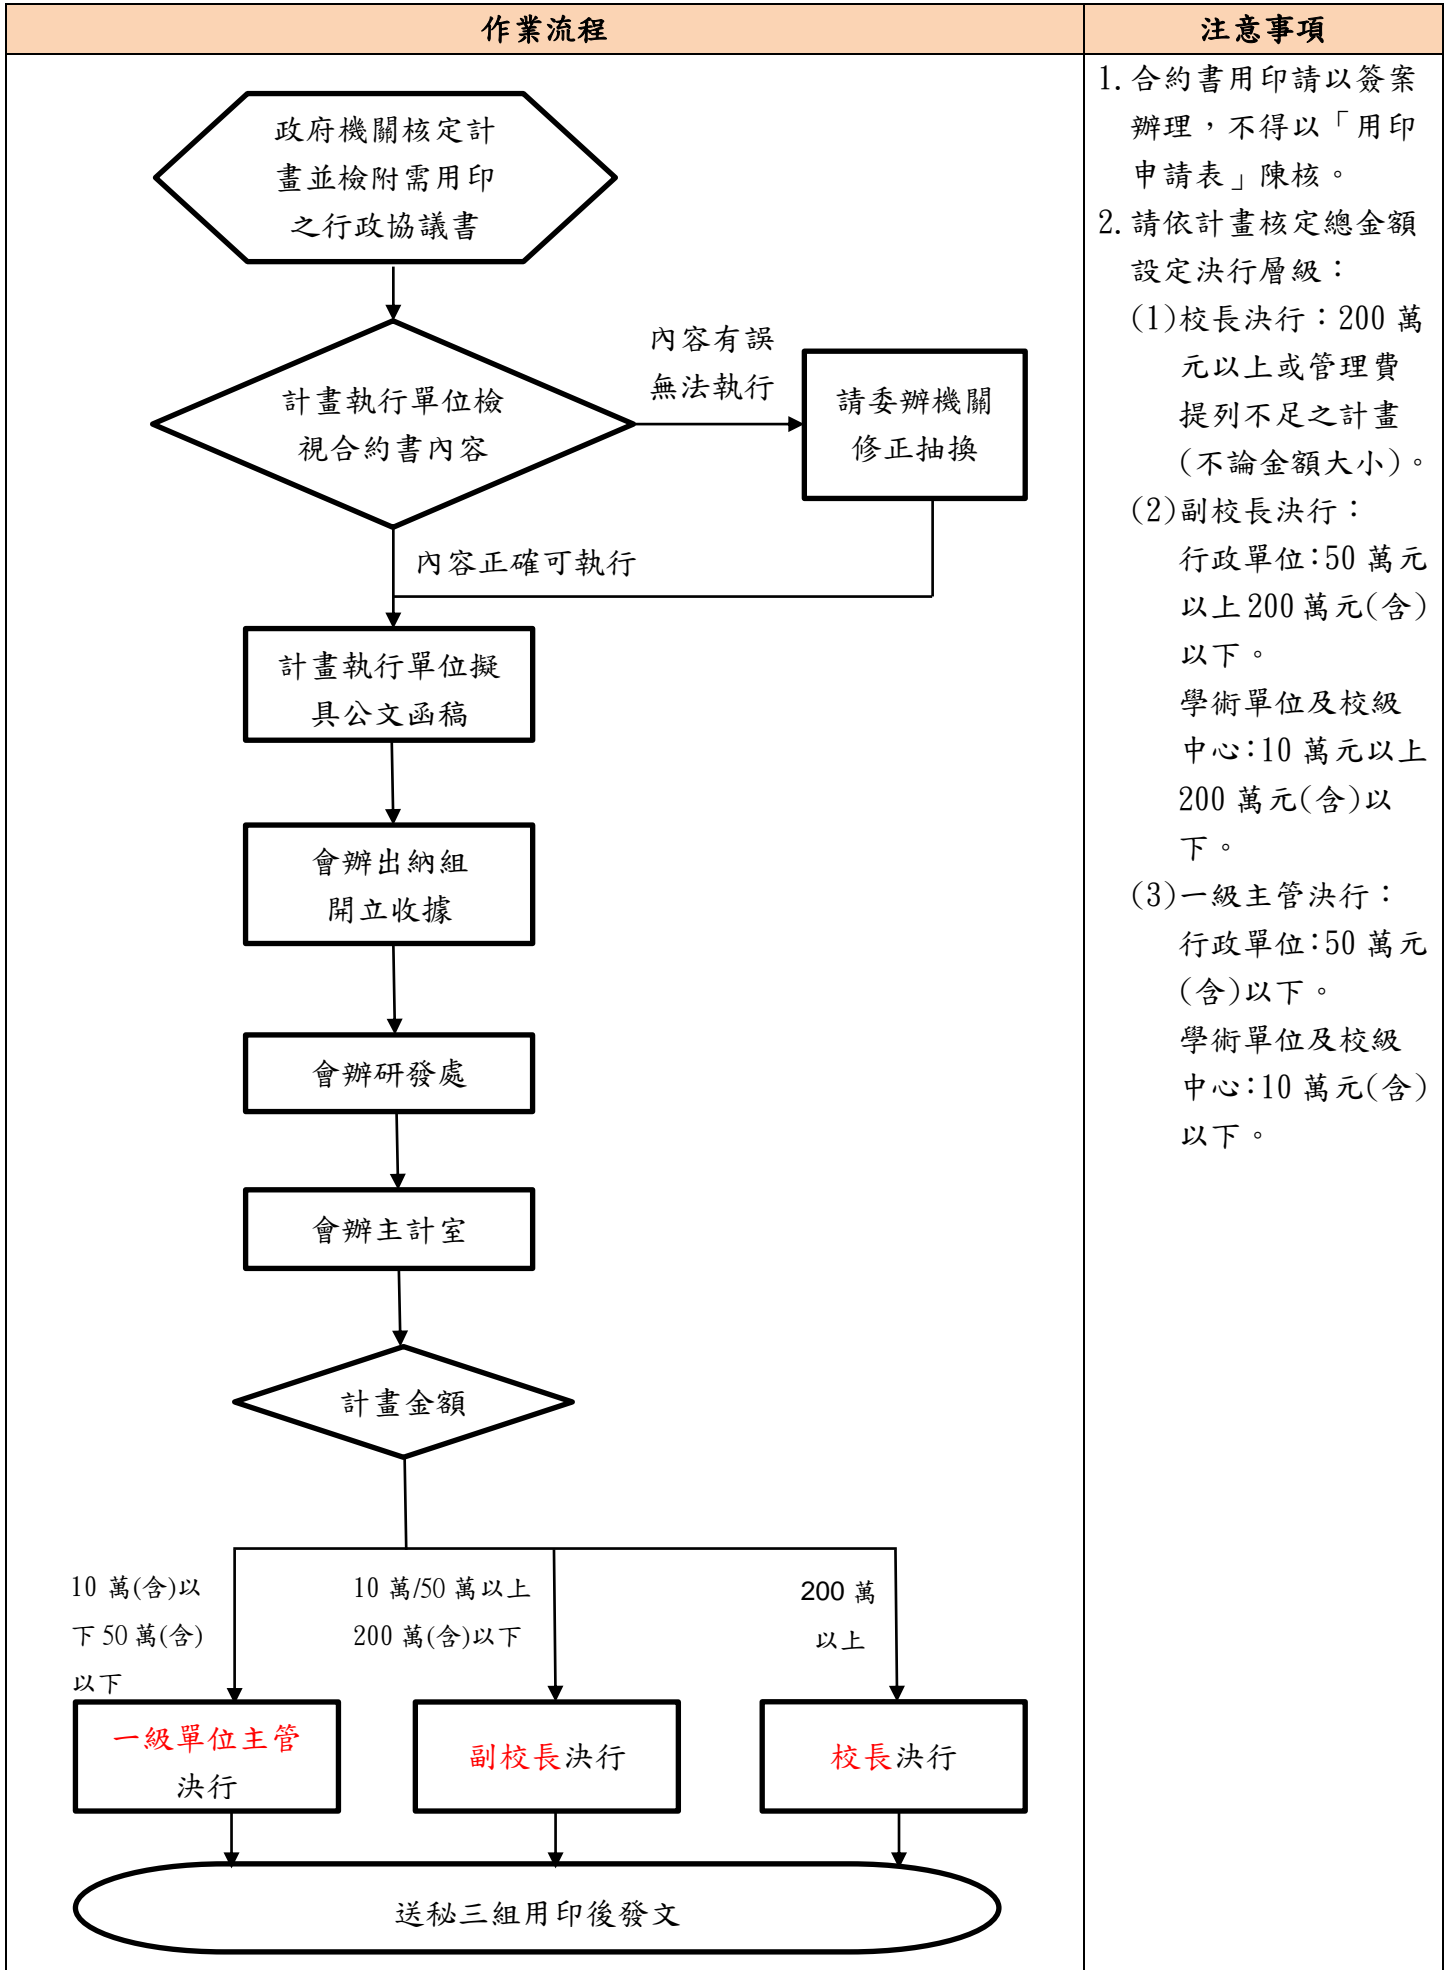 作業流程
注意事項
政府機關核定計
畫並檢附需用印
之行政協議書
計畫執行單位檢
視合約書內容
內容有誤
無法執行
請委辦機關
修正抽換
內容正確可執行
計畫執行單位擬
具公文函稿
會辦出納組
開立收據
會辦研發處
會辦主計室
計畫金額
10 萬(含)以
下 50 萬(含)
以下
10 萬/50 萬以上
200 萬(含)以下
200 萬
以上
一級單位主管
決行
副校長決行
校長決行
送秘三組用印後發文
1. 合約書用印請以簽案
辦理，不得以「用印
申請表」陳核。
2. 請依計畫核定總金額
設定決行層級：
(1)校長決行：200 萬
元以上或管理費
提列不足之計畫
(不論金額大小)。
(2)副校長決行：
行政單位:50 萬元
以上 200 萬元(含)
以下。
學術單位及校級
中心:10 萬元以上
200 萬元(含)以
下。
(3)一級主管決行：
行政單位:50 萬元
(含)以下。
學術單位及校級
中心:10 萬元(含)
以下。